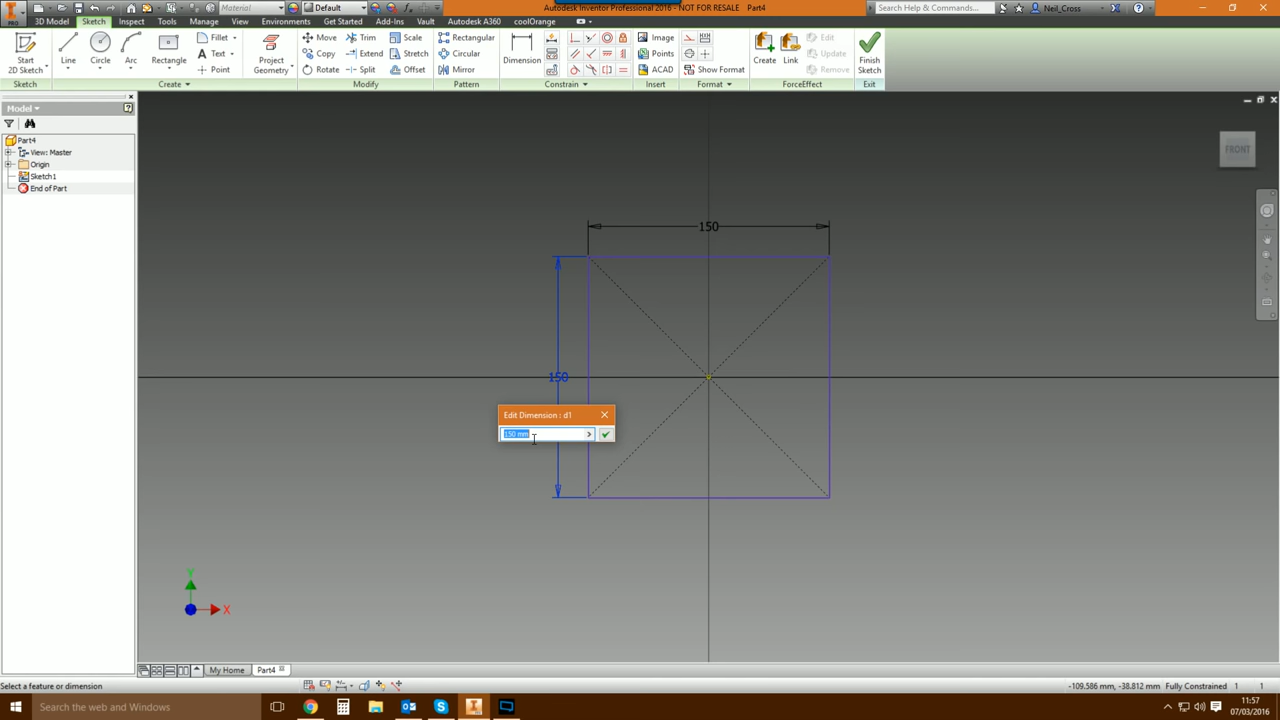 Material
Default
Autodesk Inventor Professional 2016 - NOT FOR RESALE Part4
Search Help & Commands...
Neil_Cross
PRO
3D Model
Sketch
Inspect
Tools
Manage
View
Environments
Get Started
Add-Ins
Vault
Autodesk A360
coolOrange
Start
2D Sketch
Line
Circle
Arc
Rectangle
Fillet
Text
Point
Project
Geometry
Move
Copy
Rotate
Trim
Extend
Split
Scale
Stretch
Offset
Rectangular
Circular
Mirror
Dimension
Image
Points
ACAD
Show Format
Create
Link
Edit
Update
Remove
Finish
Sketch
Sketch
Create
Modify
Pattern
Constrain
Insert
Format
ForceEffect
Exit
Model
Part4
View: Master
Origin
Sketch1
End of Part
FRONT
150
150
Edit Dimension : d1
150 mm
Y
X
My Home
Part4
Select a feature or dimension
-109.586 mm, -38.812 mm
Fully Constrained
1
1
Search the web and Windows
11:57
07/03/2016